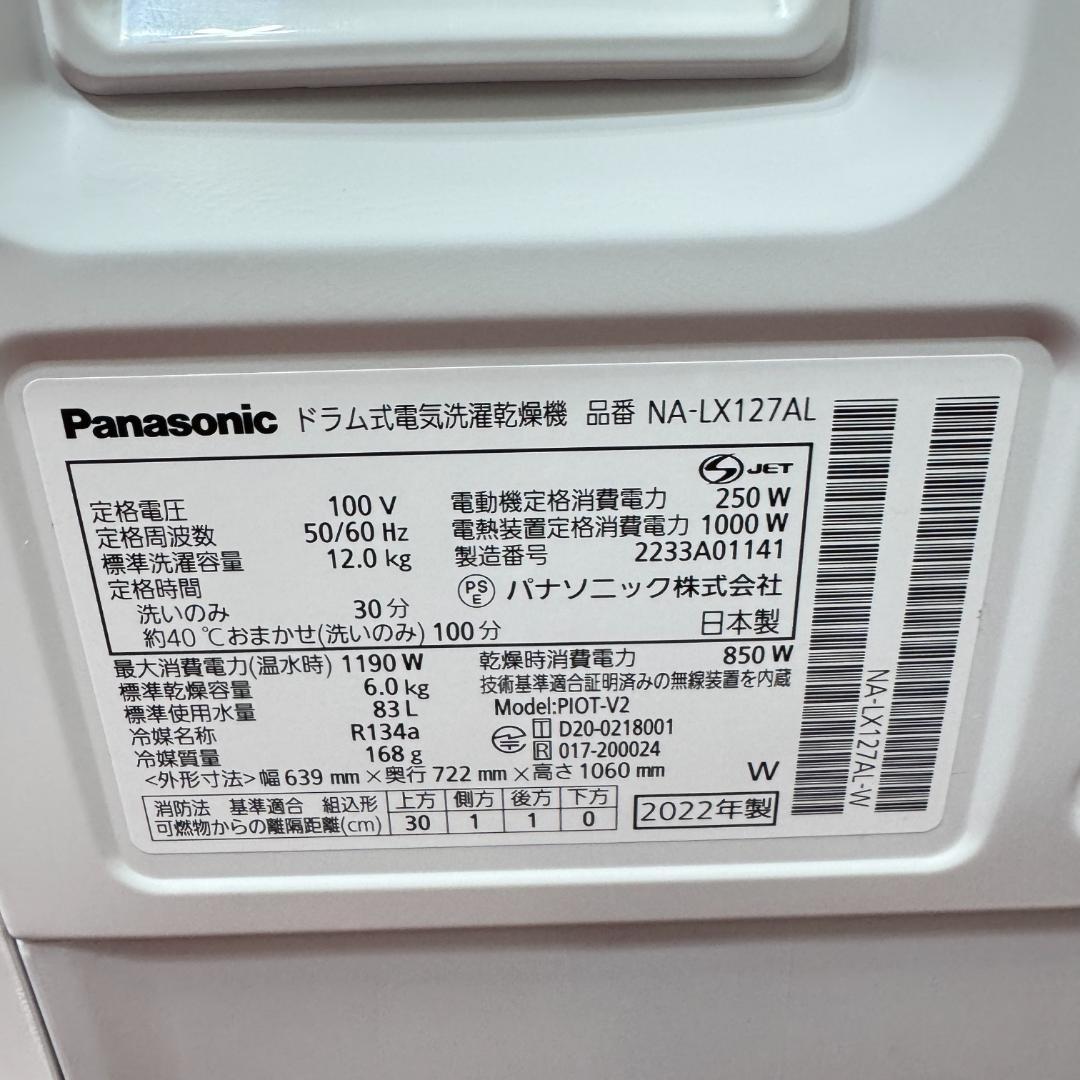 Panasonic ドラム式電気洗濯乾燥機 品番 NA-LX127AL
JET
定格電圧 100 V 電動機定格消費電力 250 W
定格周波数 50/60 Hz 電熱装置定格消費電力 1000 W
標準洗濯容量 12.0 kg 製造番号 2233A01141
定格時間 PSE パナソニック株式会社
洗いのみ 30 分
約40 ℃おまかせ(洗いのみ) 100 分 日本製
最大消費電力(温水時) 1190 W 乾燥時消費電力 850 W
標準乾燥容量 6.0 kg 技術基準適合証明済みの無線装置を内蔵
標準使用水量 83 L Model:PIOT-V2
冷媒名称 R134a T D20-0218001
冷媒質量 168 g R 017-200024
<外形寸法> 幅 639 mm × 奥行 722 mm × 高さ 1060 mm W
消防法 基準適合 組込形 上方 側方 後方 下方
可燃物からの離隔距離(cm) 30 1 1 0
2022年製
NA-LX127AL-W